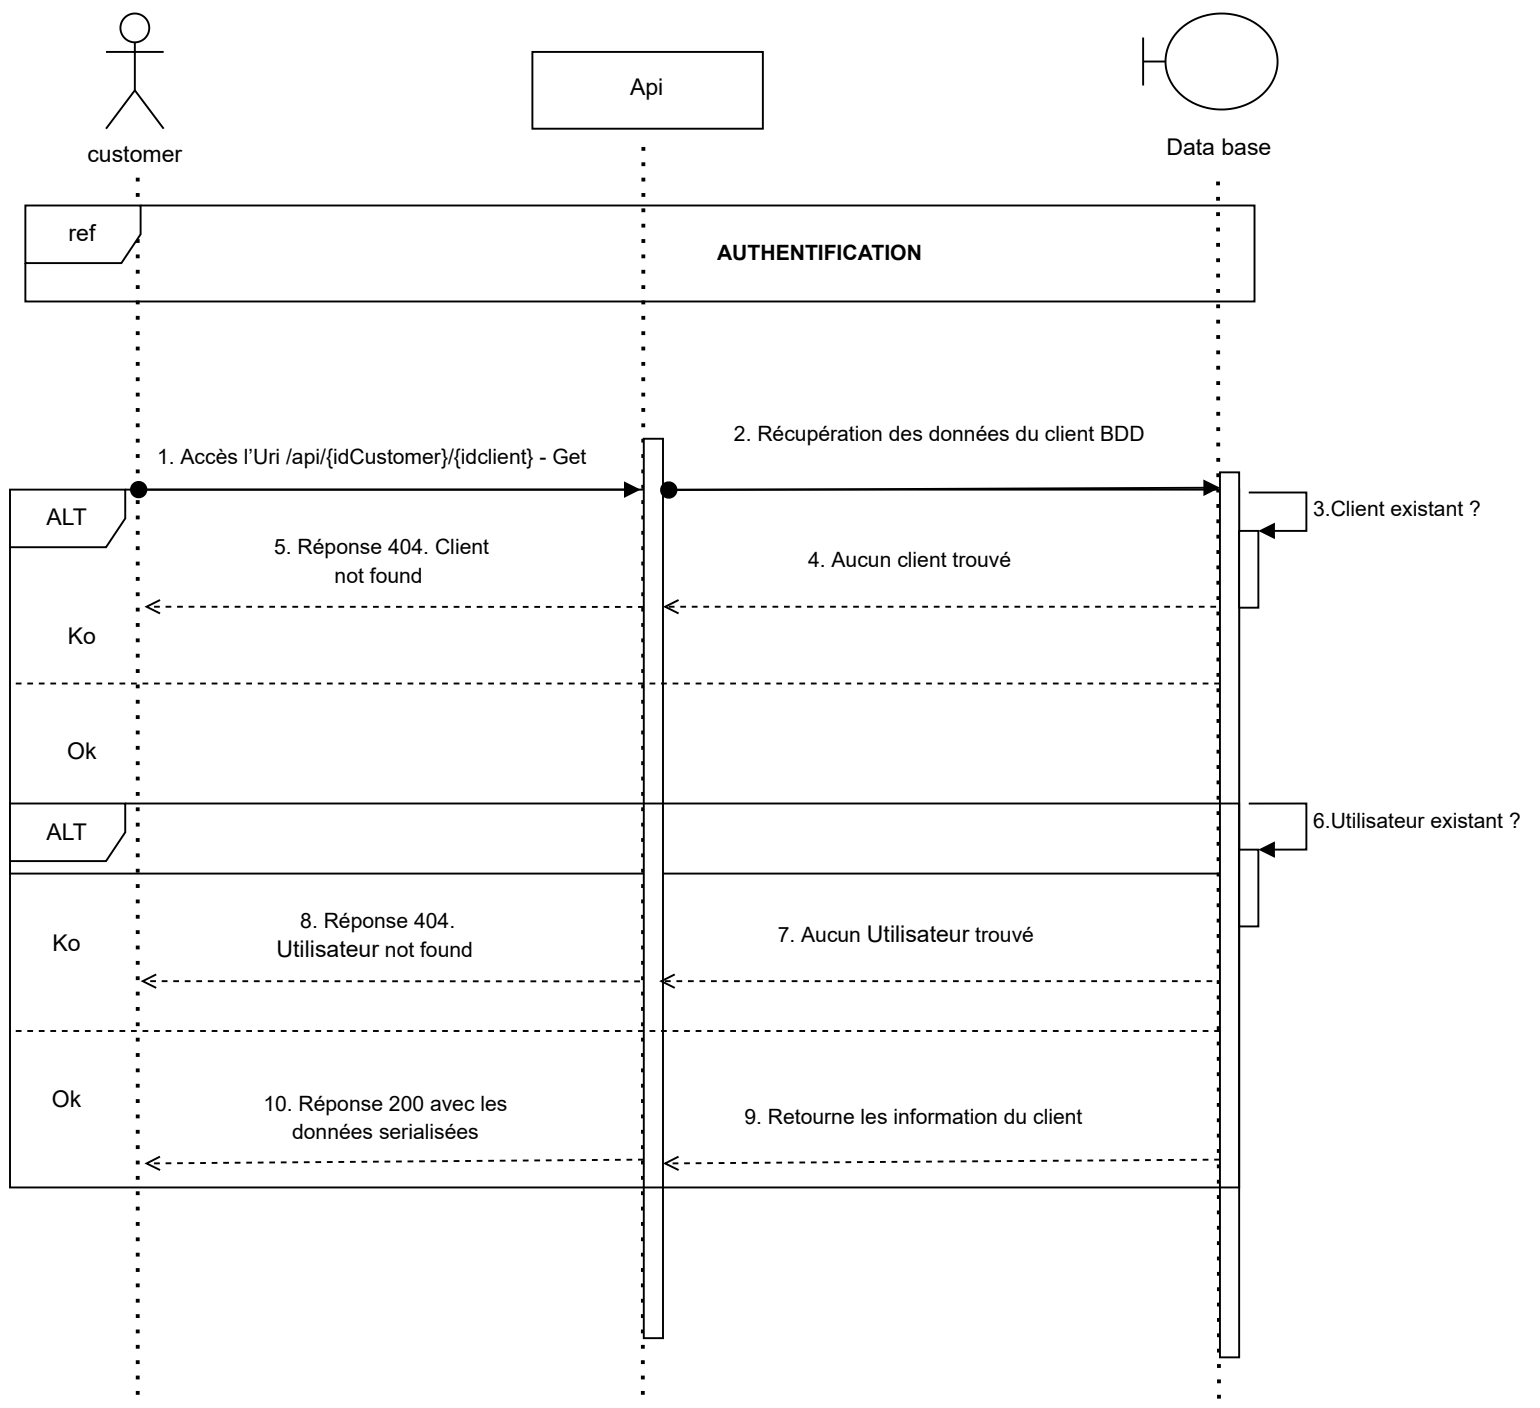 customer
Api
Data base
ref
AUTHENTIFICATION
1. Accès l'Uri /api/{idCustomer}/{idclient} - Get
2. Récupération des données du client BDD
ALT
3.Client existant ?
5. Réponse 404. Client
not found
4. Aucun client trouvé
Ko
Ok
ALT
6.Utilisateur existant ?
Ko
8. Réponse 404.
Utilisateur not found
7. Aucun Utilisateur trouvé
Ok
10. Réponse 200 avec les
données serialisées
9. Retourne les information du client